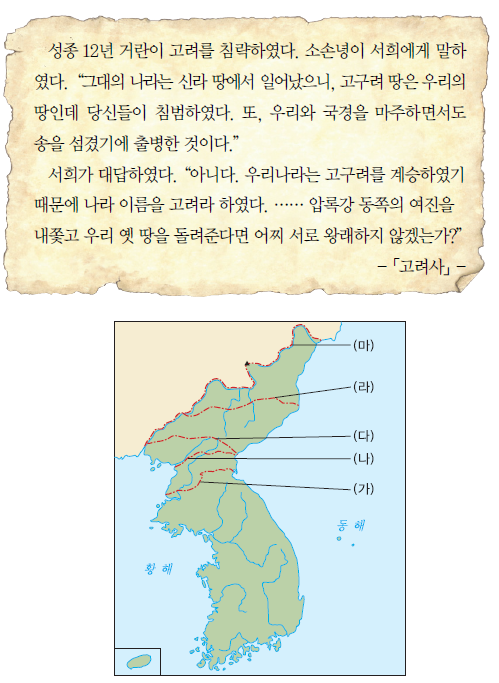 성종 12년 거란이 고려를 침략하였다. 소손녕이 서희에게 말하
였다. “그대의 나라는 신라 땅에서 일어났으니, 고구려 땅은 우리의
땅인데 당신들이 침범하였다. 또, 우리와 국경을 마주하면서도
송을 섬겼기에 출병한 것이다.”
서희가 대답하였다. “아니다. 우리나라는 고구려를 계승하였기
때문에 나라 이름을 고려라 하였다. …… 압록강 동쪽의 여진을
내쫓고 우리 옛 땅을 돌려준다면 어찌 서로 왕래하지 않겠는가?”
– 「고려사」 –
(마)
(라)
(다)
(나)
(가)
동 해
황 해